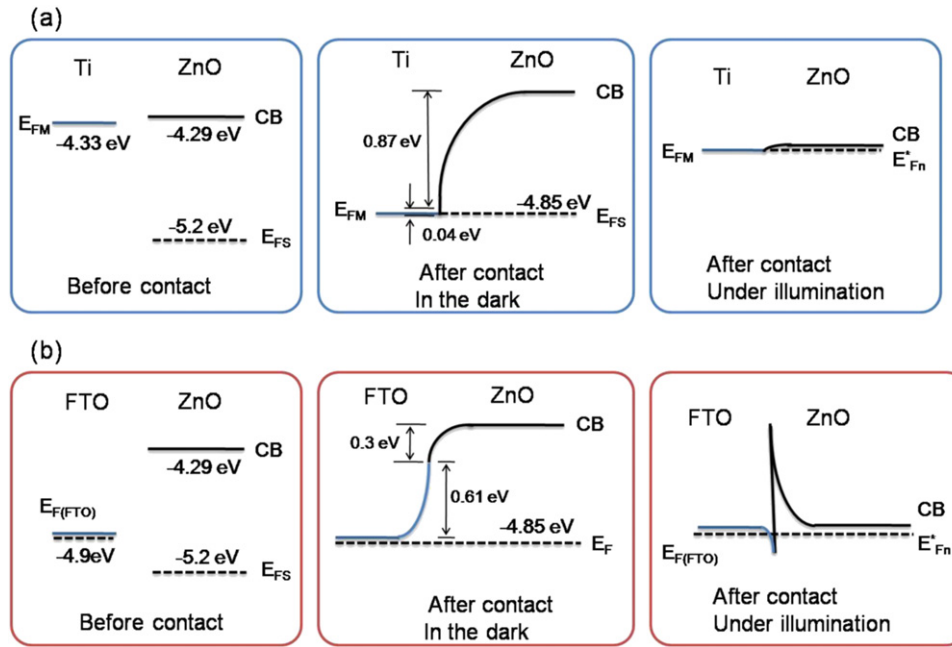 (a)
Ti ZnO
E_FM CB
-4.33 eV -4.29 eV
-5.2 eV
E_FS
Before contact
Ti ZnO
CB
0.87 eV
-4.85 eV
E_FM E_FS
0.04 eV
After contact
In the dark
Ti ZnO
CB
E_FM E*_Fn
After contact
Under illumination
(b)
FTO ZnO
CB
-4.29 eV
E_F(FTO)
-4.9eV -5.2 eV
E_FS
Before contact
FTO ZnO
CB
0.3 eV
0.61 eV
-4.85 eV
E_F
After contact
In the dark
FTO ZnO
CB
E*_Fn
E_F(FTO)
After contact
Under illumination